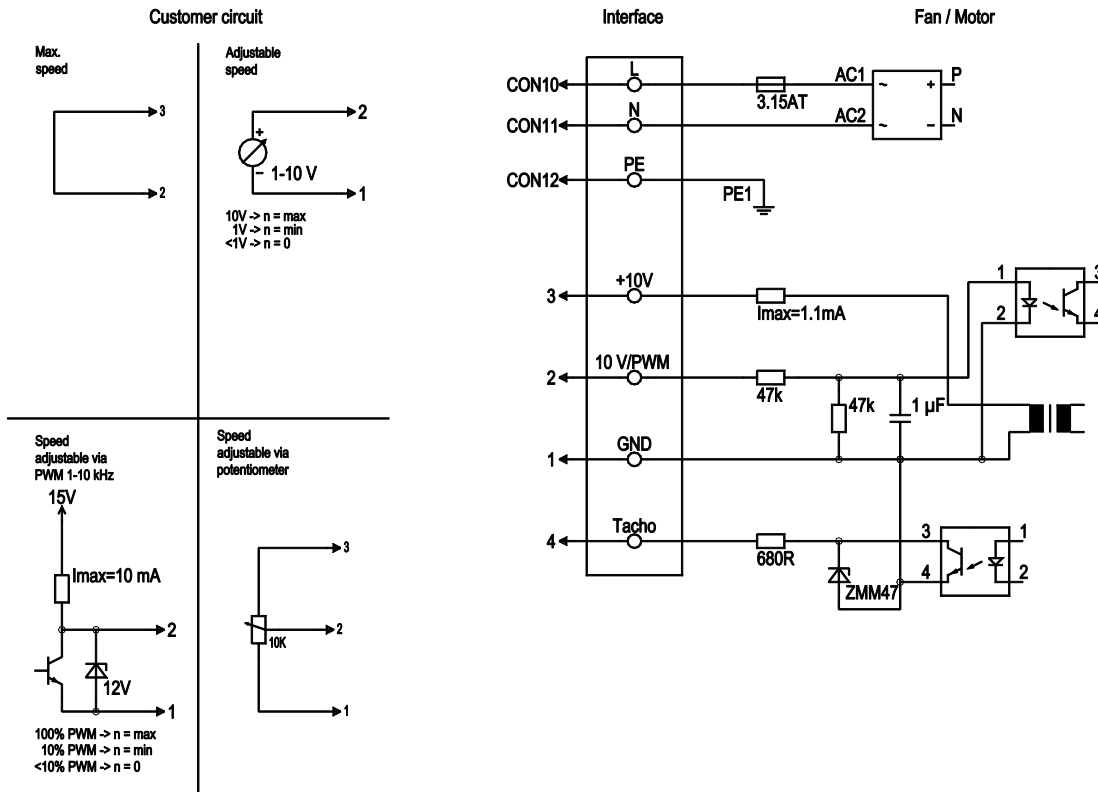 Customer circuit
Interface
Fan / Motor
Max.
speed
3
2
Adjustable
speed
2
+
–
1-10 V
1
10V -> n = max
1V -> n = min
<1V -> n = 0
Speed
adjustable via
PWM 1-10 kHz
15V
Imax=10 mA
2
12V
1
100% PWM -> n = max
10% PWM -> n = min
<10% PWM -> n = 0
Speed
adjustable via
potentiometer
3
2
10K
1
CON10
L
3.15AT
AC1
~
+
P
CON11
N
AC2
~
–
N
CON12
PE
PE1
3
+10V
Imax=1.1mA
1
2
3
4
2
10 V/PWM
47k
47k
1 µF
1
GND
4
Tacho
680R
ZMM47
3
4
1
2